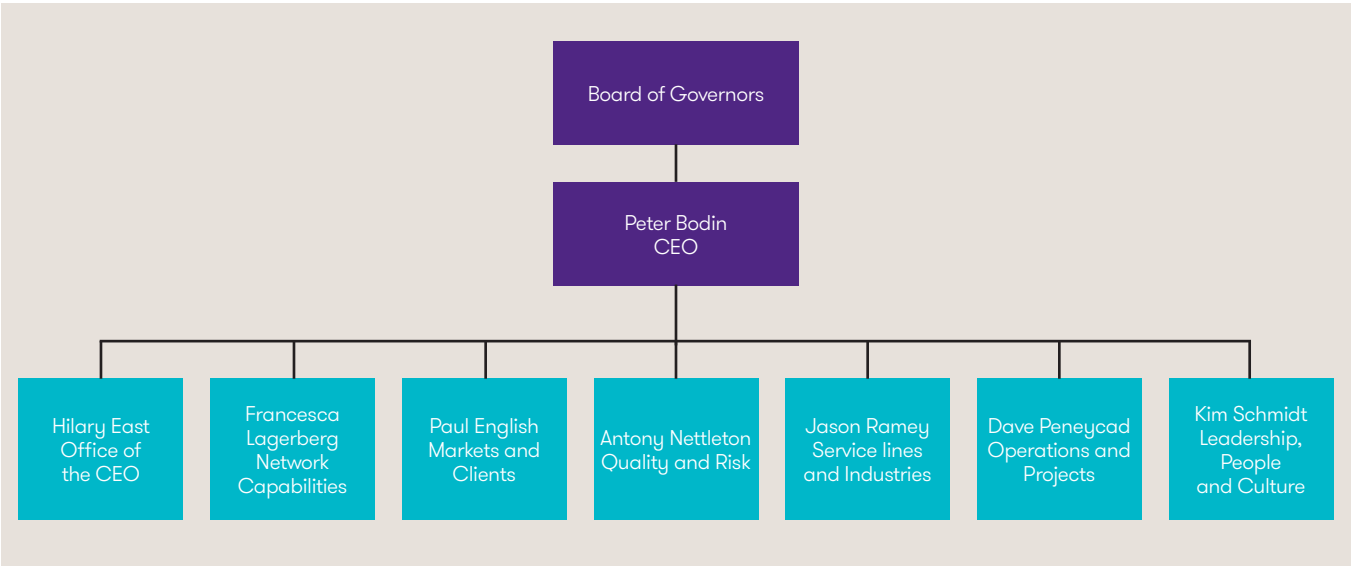 Board of Governors
Peter Bodin
CEO
Hilary East
Office of
the CEO
Francesca
Lagerberg
Network
Capabilities
Paul English
Markets and
Clients
Antony Nettleton
Quality and Risk
Jason Ramey
Service lines
and Industries
Dave Peneycad
Operations and
Projects
Kim Schmidt
Leadership,
People
and Culture